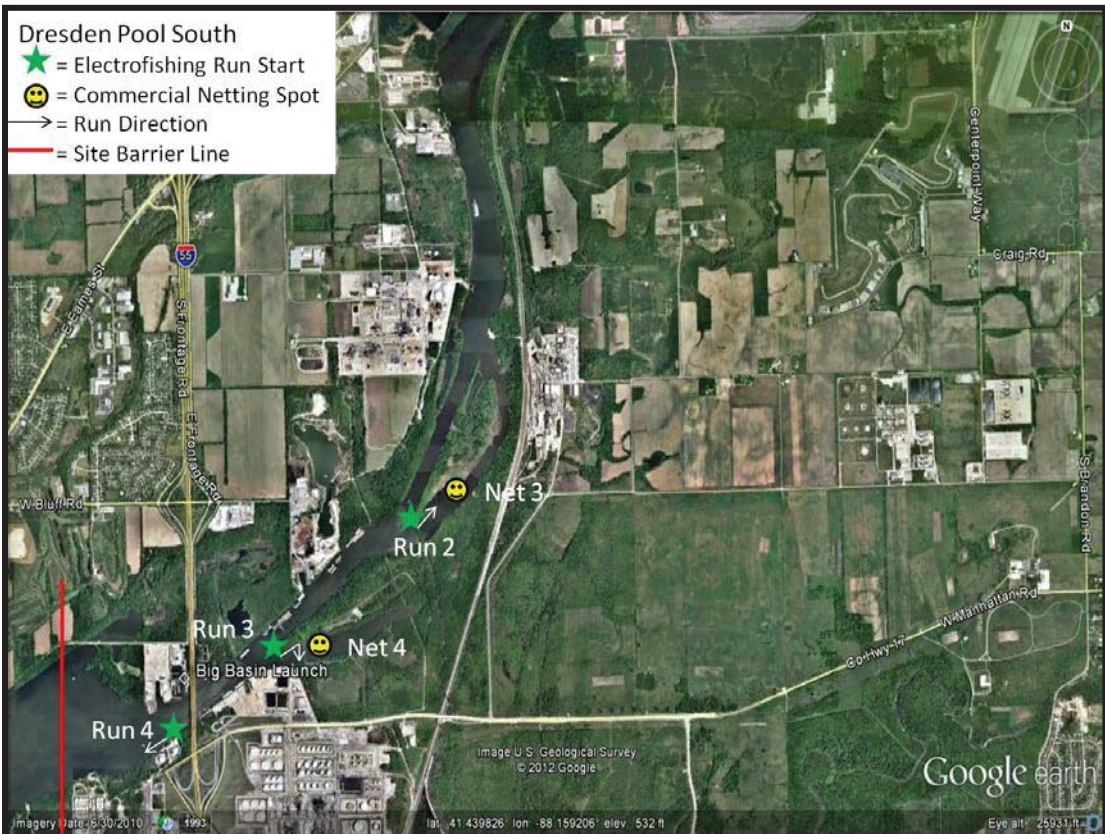 Dresden Pool South
= Electrofishing Run Start
= Commercial Netting Spot
= Run Direction
= Site Barrier Line
N
Centerpoint Way
Craig Rd
55
E Eames St
S Frontage Rd
E Frontage Rd
W Bluff Rd
S Brandon Rd
Net 3
Run 2
W Manhattan Rd
Co Hwy 17
Run 3
Net 4
Big Basin Launch
Run 4
Image U.S. Geological Survey
© 2012 Google
Google earth
Imagery Date: 6/30/2010
1993
lat 41.439826° lon -88.159206° elev 532 ft
Eye alt 25931 ft